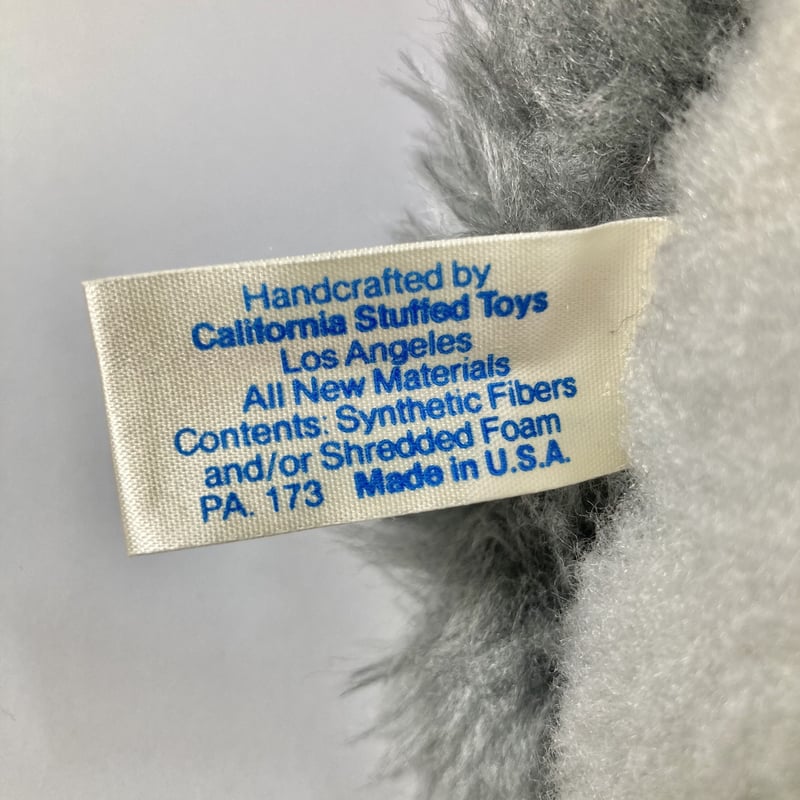 Handcrafted by
California Stuffed Toys
Los Angeles
All New Materials
Contents: Synthetic Fibers
and/or Shredded Foam
PA. 173 Made in U.S.A.